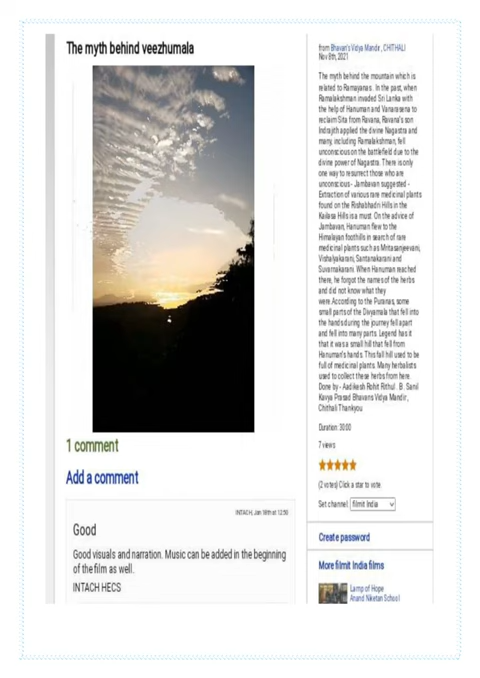 The myth behind veezhumala
1 comment
Add a comment
INTACH, Jan 18th at 12:50
Good
Good visuals and narration. Music can be added in the beginning
of the film as well.
INTACH HECS
from Bhavan's Vidya Mandir, CHITHALI
Nov 9th, 2021
The myth behind the mountain which is
related to Ramayanas. In the past, when
Ramalakshman invaded Sri Lanka with
the help of Hanuman and Vanarasena to
reclaim Sita from Ravana, Ravana's son
Indrajith applied the divine Nagastra and
many, including Ramalakshman, fell
unconscious on the battlefield due to the
divine power of Nagastra. There is only
one way to resurrect those who are
unconscious - Jambavan suggested -
Extraction of various rare medicinal plants
found on the Rishabhadri Hills in the
Kailasa Hills is a must. On the advice of
Jambavan, Hanuman flew to the
Himalayan foothills in search of rare
medicinal plants such as Mritasanjeevani,
Vishalyakarani, Santanakarani and
Suvarnakarani. When Hanuman reached
there, he forgot the names of the herbs
and did not know what they
were.According to the Puranas, some
small parts of the Divyamala that fell into
the hands during the journey fell apart
and fell into many parts. Legend has it
that it was a small hill that fell from
Hanuman's hands. This fall hill used to be
full of medicinal plants. Many herbalists
used to collect these herbs from here.
Done by - Aadikesh Rohit Rithul . B . Sanil
Kavya Prasad Bhavans Vidya Mandir,
Chithali Thankyou
Duration: 30:00
7 views
(2 votes) Click a star to vote
Set channel filmit India
Create password
More filmit India films
Lamp of Hope
Anand Niketan School